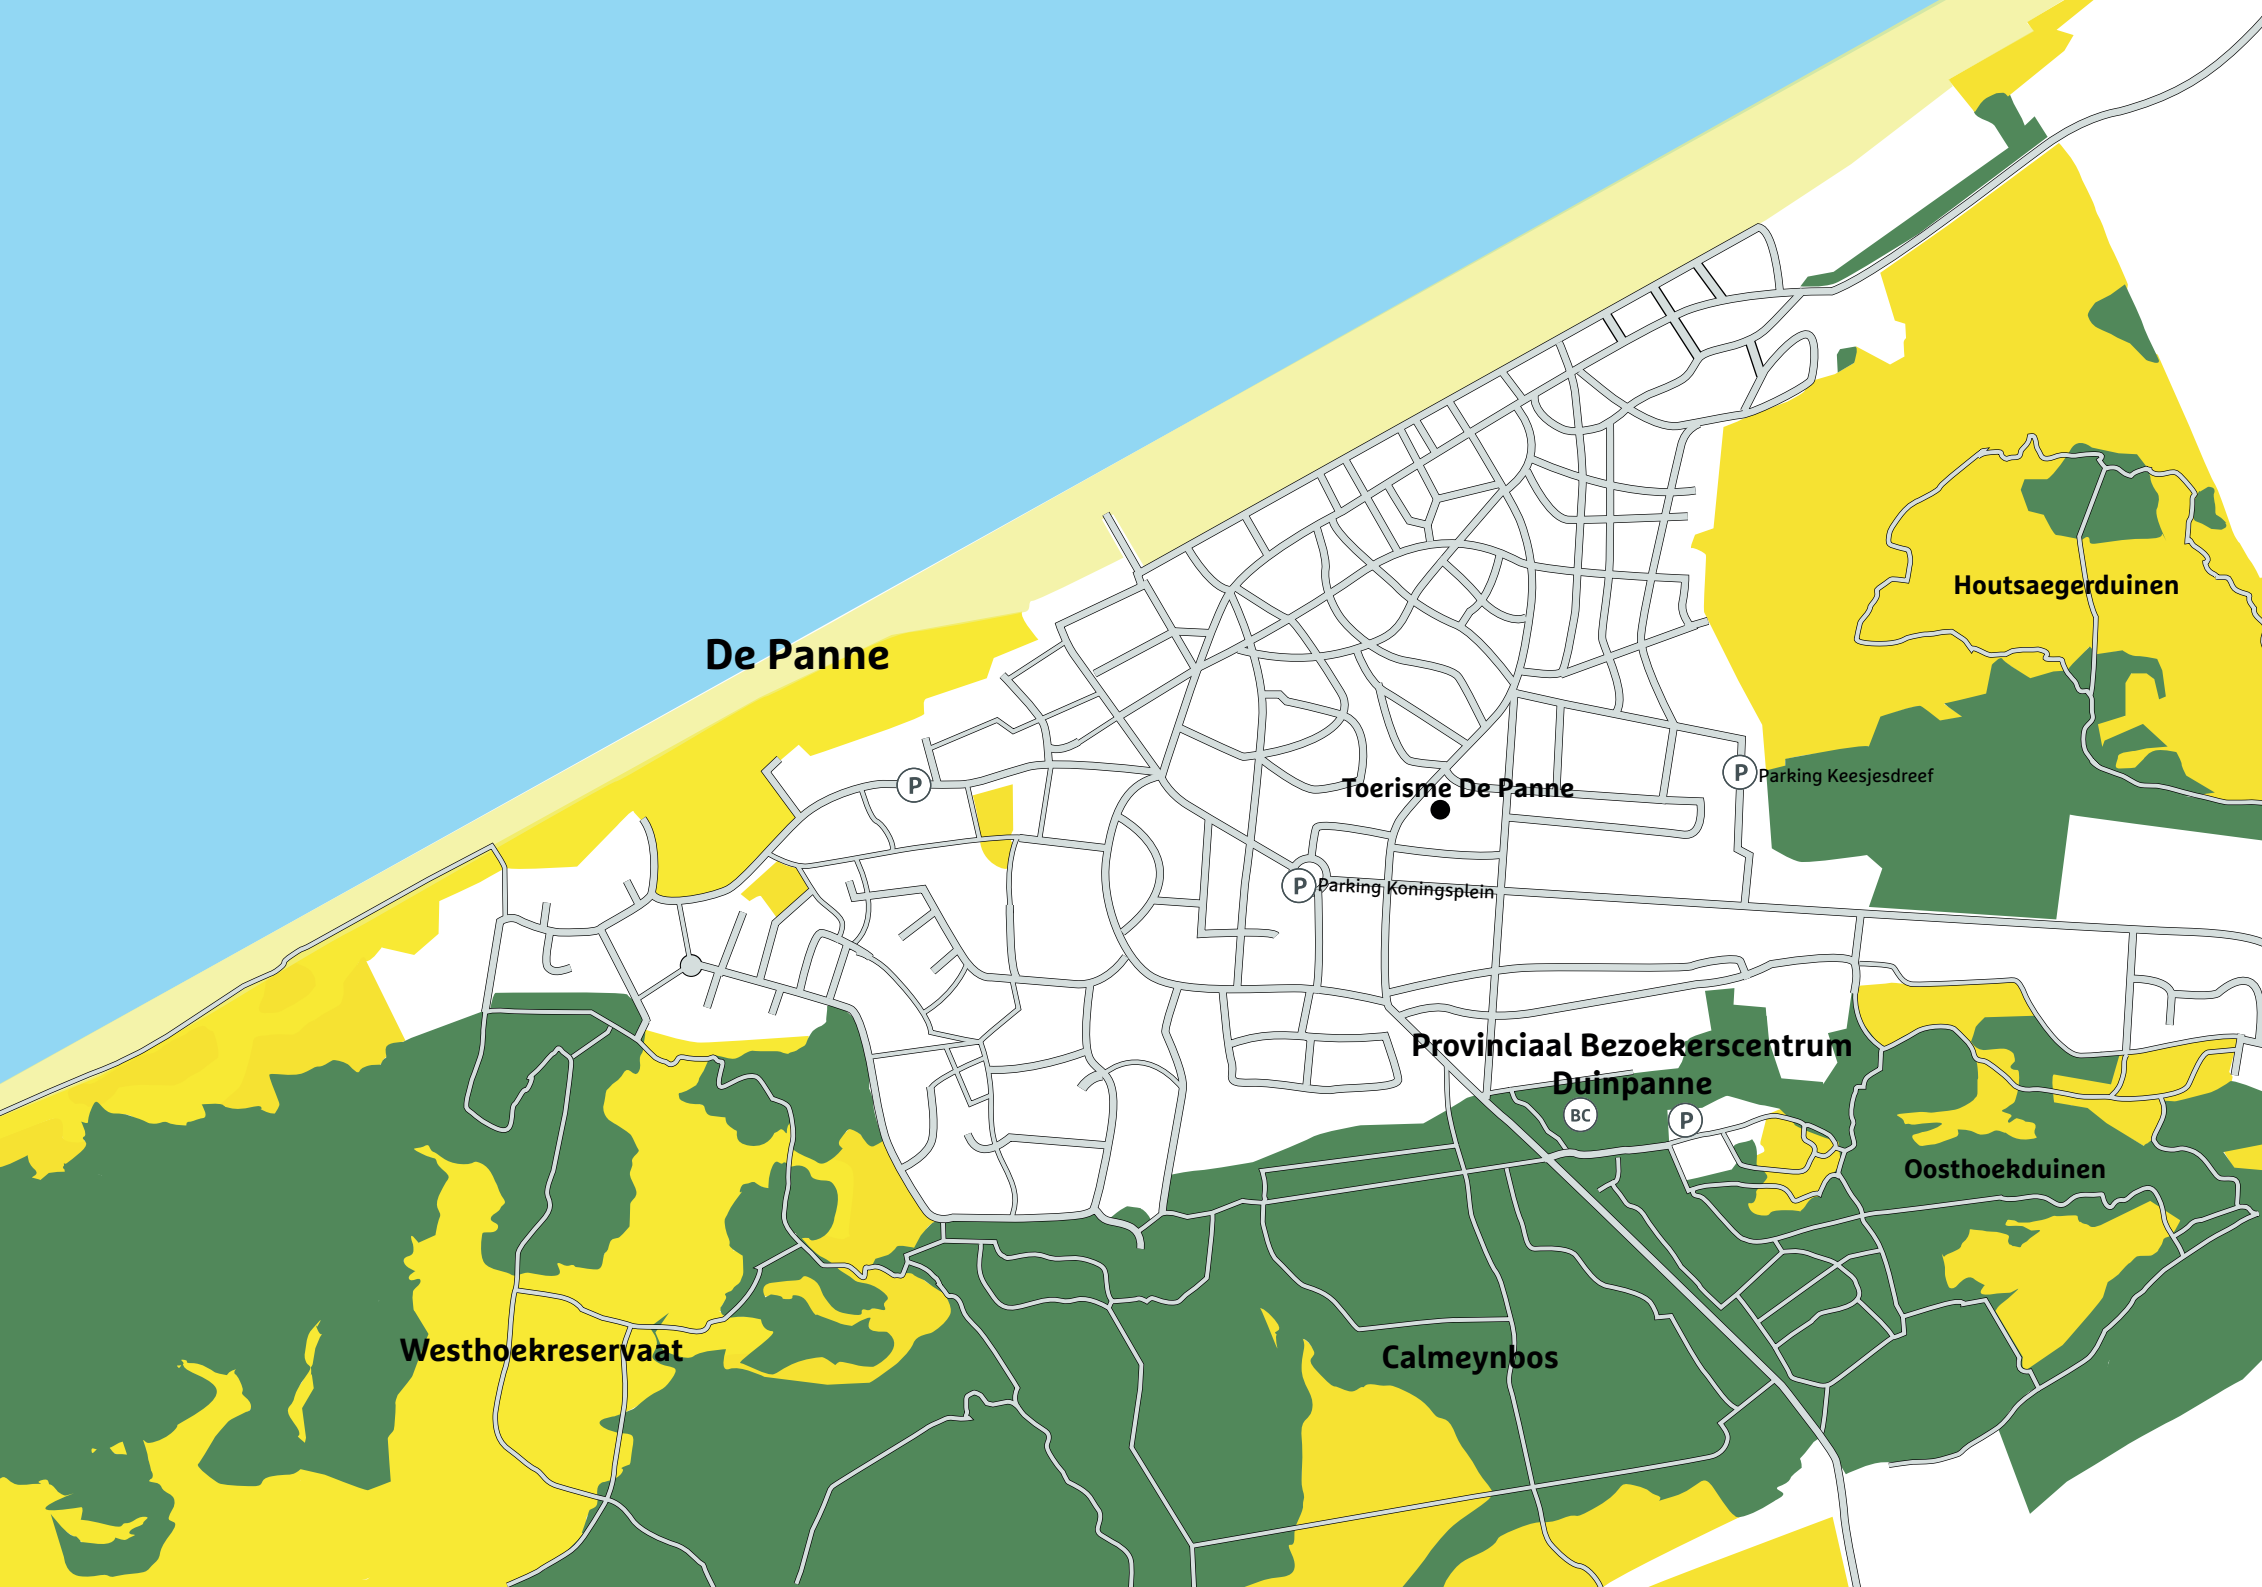 Houtsaegerduinen
De Panne
P
P Parking Keesjesdreef
Toerisme De Panne
P Parking Koningsplein
Provinciaal Bezoekerscentrum
Duinpanne
BC
P
Oosthoekduinen
Westhoekreservaat
Calmeynbos